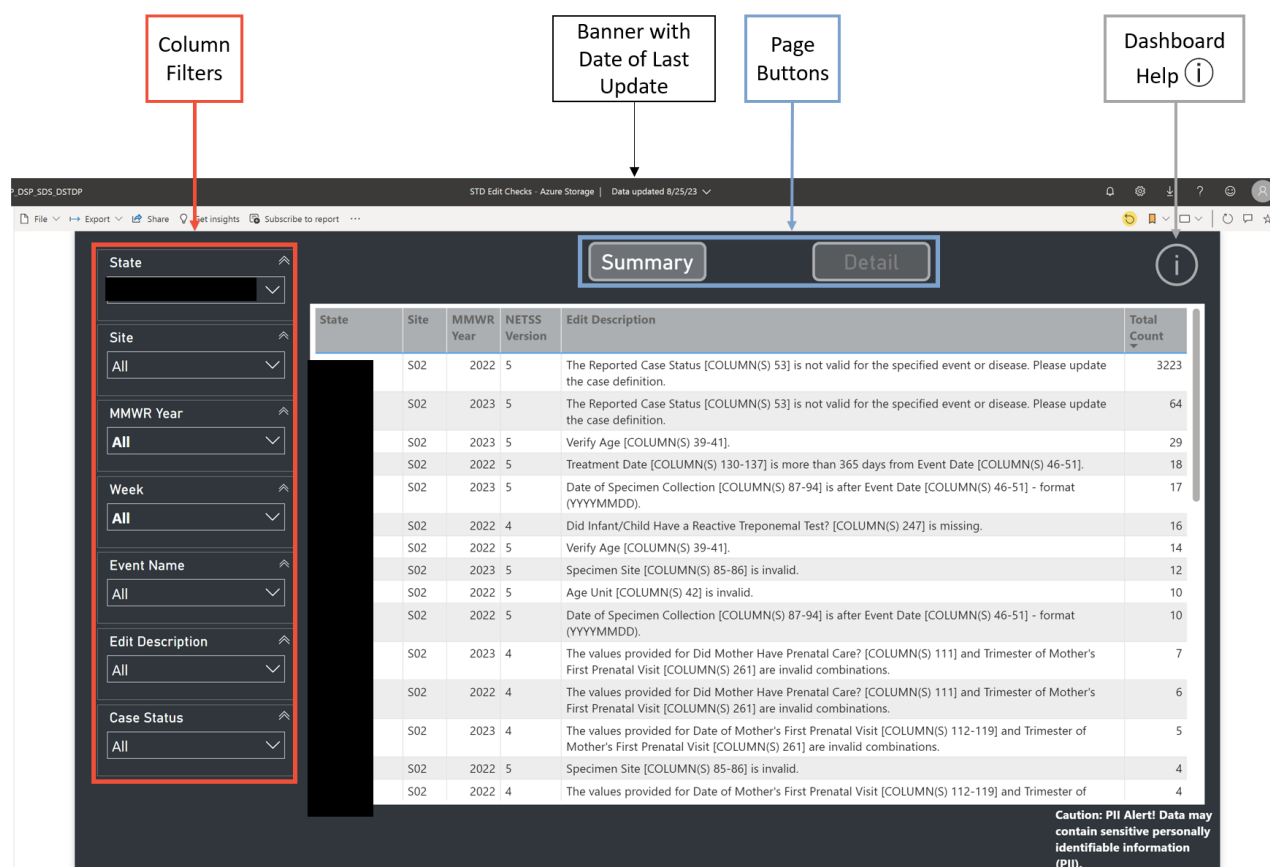 Column
Filters
Banner with
Date of Last
Update
Page
Buttons
Dashboard
Help i
P_DSP_SDS_DSTDP
STD Edit Checks - Azure Storage | Data updated 8/25/23
File
Export
Share
Get insights
Subscribe to report
...
Summary
Detail
i
State
Site
All
MMWR Year
All
Week
All
Event Name
All
Edit Description
All
Case Status
All
State Site MMWR NETSS Edit Description Total
Year Version Count
S02 2022 5 The Reported Case Status [COLUMN(S) 53] is not valid for the specified event or disease. Please update 3223
the case definition.
S02 2023 5 The Reported Case Status [COLUMN(S) 53] is not valid for the specified event or disease. Please update 64
the case definition.
S02 2023 5 Verify Age [COLUMN(S) 39-41]. 29
S02 2022 5 Treatment Date [COLUMN(S) 130-137] is more than 365 days from Event Date [COLUMN(S) 46-51]. 18
S02 2023 5 Date of Specimen Collection [COLUMN(S) 87-94] is after Event Date [COLUMN(S) 46-51] - format 17
(YYYYMMDD).
S02 2022 4 Did Infant/Child Have a Reactive Treponemal Test? [COLUMN(S) 247] is missing. 16
S02 2022 5 Verify Age [COLUMN(S) 39-41]. 14
S02 2023 5 Specimen Site [COLUMN(S) 85-86] is invalid. 12
S02 2022 5 Age Unit [COLUMN(S) 42] is invalid. 10
S02 2022 5 Date of Specimen Collection [COLUMN(S) 87-94] is after Event Date [COLUMN(S) 46-51] - format 10
(YYYYMMDD).
S02 2023 4 The values provided for Did Mother Have Prenatal Care? [COLUMN(S) 111] and Trimester of Mother's 7
First Prenatal Visit [COLUMN(S) 261] are invalid combinations.
S02 2022 4 The values provided for Did Mother Have Prenatal Care? [COLUMN(S) 111] and Trimester of Mother's 6
First Prenatal Visit [COLUMN(S) 261] are invalid combinations.
S02 2023 4 The values provided for Date of Mother's First Prenatal Visit [COLUMN(S) 112-119] and Trimester of 5
Mother's First Prenatal Visit [COLUMN(S) 261] are invalid combinations.
S02 2022 5 Specimen Site [COLUMN(S) 85-86] is invalid. 4
S02 2022 4 The values provided for Date of Mother's First Prenatal Visit [COLUMN(S) 112-119] and Trimester of 4
Caution: PII Alert! Data may
contain sensitive personally
identifiable information
(PII).